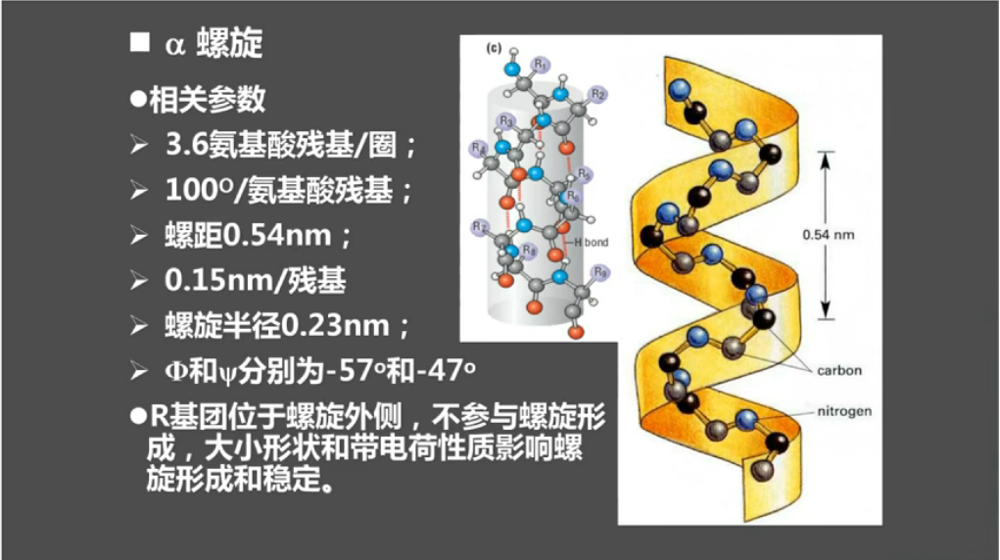 ■ α 螺旋
●相关参数
➢ 3.6氨基酸残基/圈；
➢ 100º/氨基酸残基；
➢ 螺距0.54nm；
➢ 0.15nm/残基
➢ 螺旋半径0.23nm；
➢ Φ和ψ分别为-57º和-47º
●R基团位于螺旋外侧，不参与螺旋形
成，大小形状和带电荷性质影响螺
旋形成和稳定。
(c)
R1
R2
R3
R4
R5
R6
R7
H bond
R8
R9
0.54 nm
carbon
nitrogen